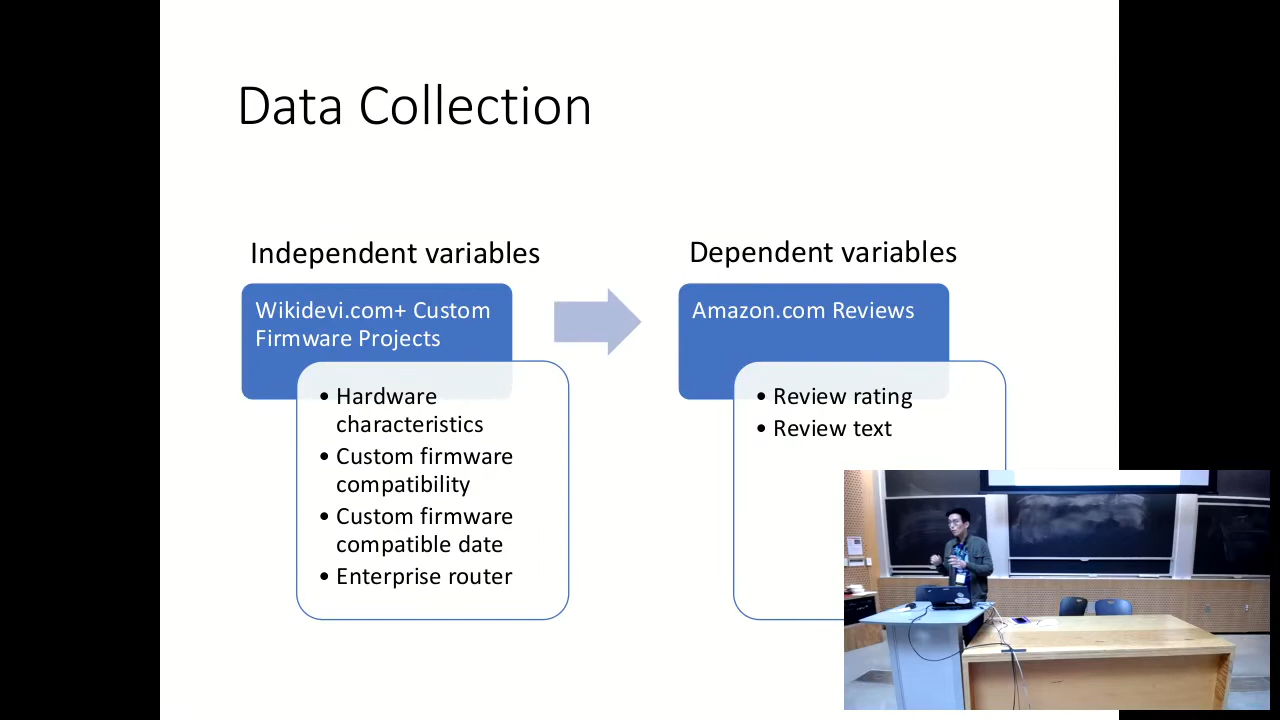 Data Collection
Independent variables
Wikidevi.com+ Custom
Firmware Projects
• Hardware
characteristics
• Custom firmware
compatibility
• Custom firmware
compatible date
• Enterprise router
Dependent variables
Amazon.com Reviews
• Review rating
• Review text